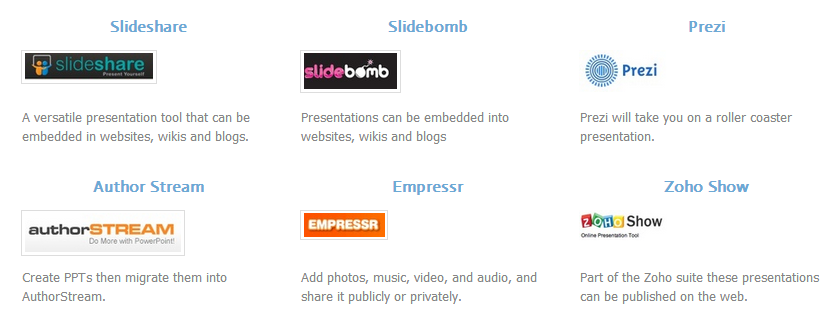 Slideshare Slidebomb Prezi
slideshare
Present Yourself
slidebomb
Prezi
A versatile presentation tool that can be
embedded in websites, wikis and blogs.
Presentations can be embedded into
websites, wikis and blogs
Prezi will take you on a roller coaster
presentation.
Author Stream Empressr Zoho Show
authorSTREAM
Do More with PowerPoint!
EMPRESSR
ZOHO Show
Online Presentation Tool
Create PPTs then migrate them into
AuthorStream.
Add photos, music, video, and audio, and
share it publicly or privately.
Part of the Zoho suite these presentations
can be published on the web.